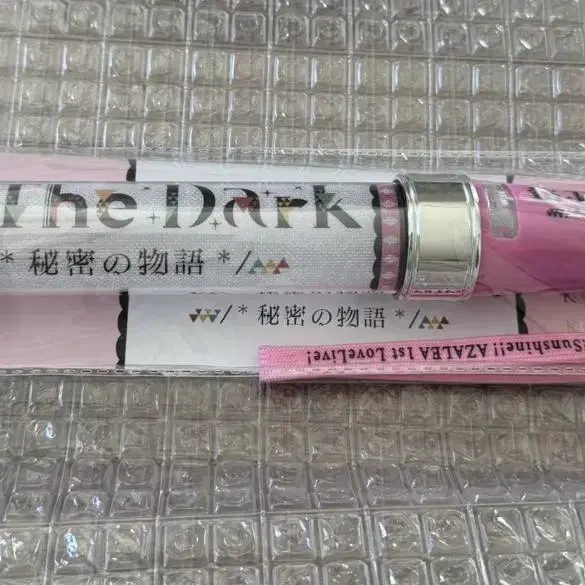 The Dark
* 秘密の物語 */
/* 秘密の物語 */
Sunshine!! AZALEA 1st LoveLive!